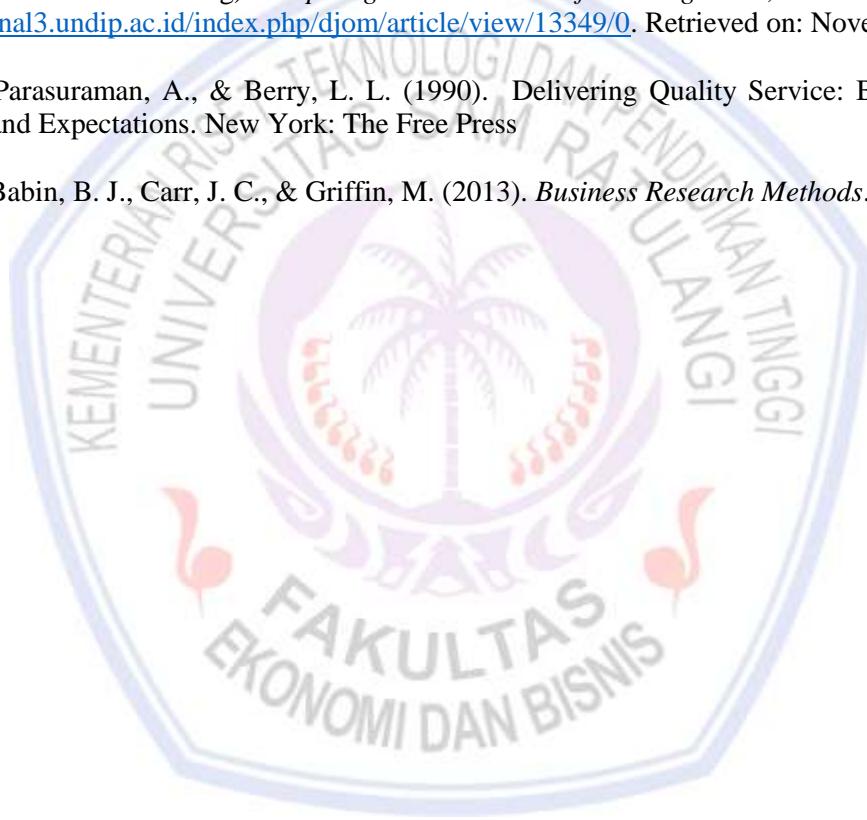 nal3.undip.ac.id/index.php/djom/article/view/13349/0. Retrieved on: Nove
Parasuraman, A., & Berry, L. L. (1990). Delivering Quality Service: B
nd Expectations. New York: The Free Press
Babin, B. J., Carr, J. C., & Griffin, M. (2013). Business Research Methods.
KEMENTERIAN RISET TEKNOLOGI DAN PENDIDIKAN TINGGI
UNIVERSITAS SAM RATULANGI
FAKULTAS
EKONOMI DAN BISNIS